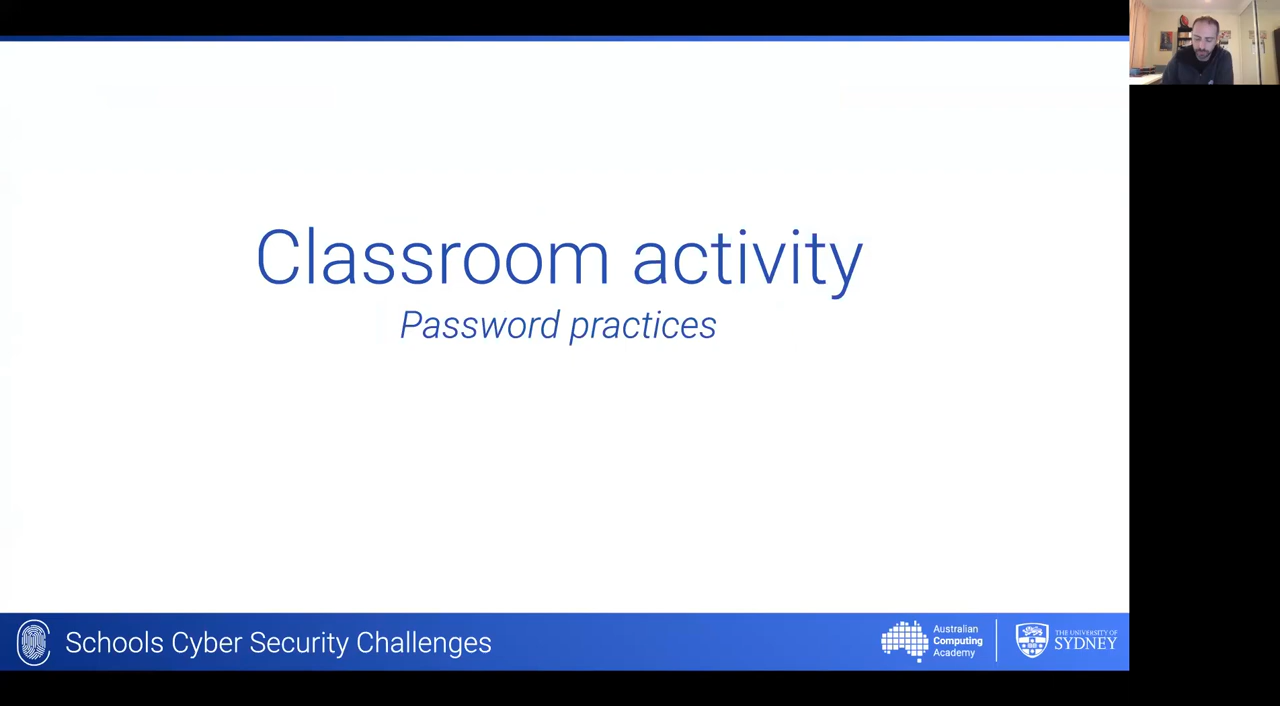 Classroom activity
Password practices
Schools Cyber Security Challenges
Australian
Computing
Academy
THE UNIVERSITY OF
SYDNEY